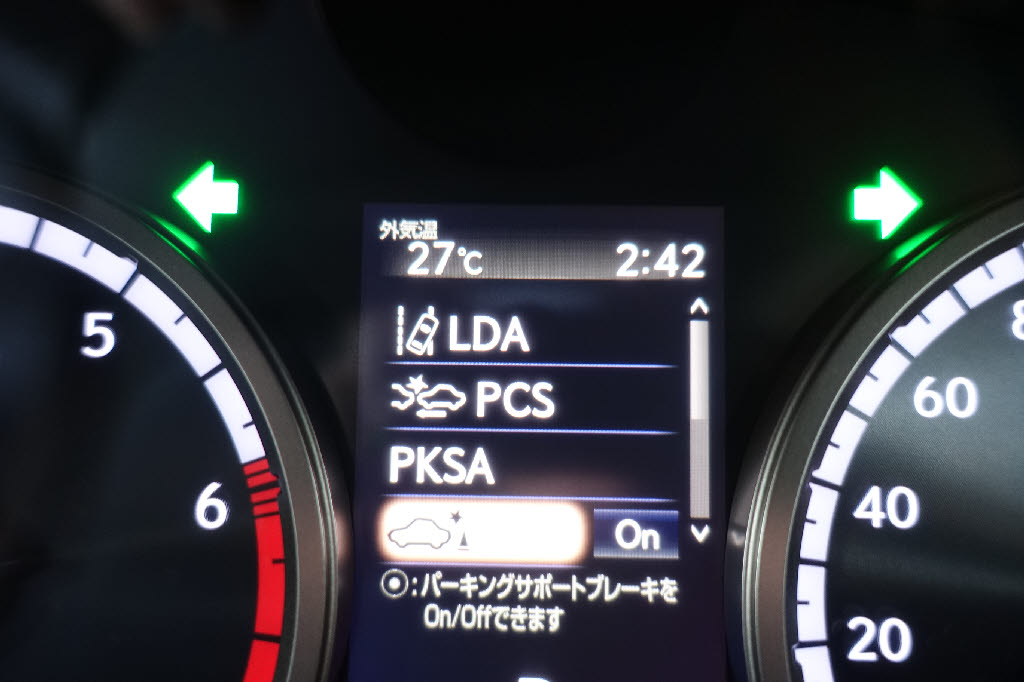 外気温
27℃ 2:42
LDA
PCS
PKSA
On
:パーキングサポートブレーキを
On/Offできます
5
6
60
40
20